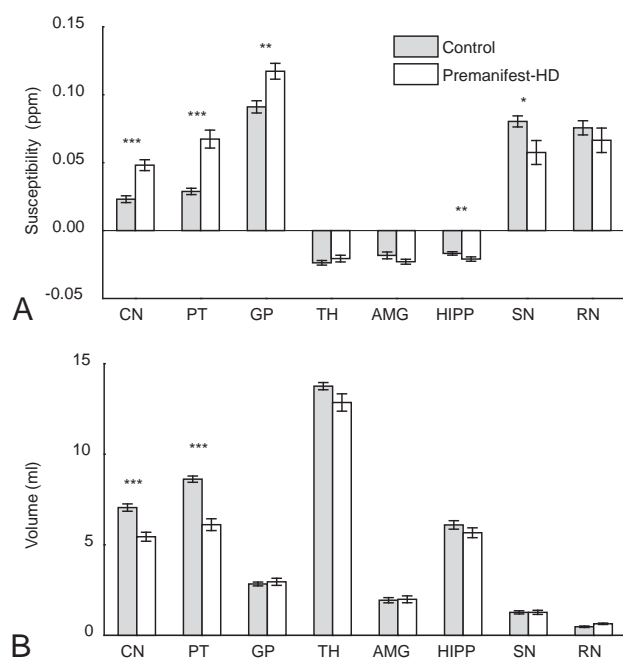 0.15
**
Control
Premanifest-HD
0.10
***
***
*
Susceptibility (ppm)
0.05
**
0.00
-0.05
A
CN PT GP TH AMG HIPP SN RN
15
***
***
10
Volume (ml)
5
0
B
CN PT GP TH AMG HIPP SN RN